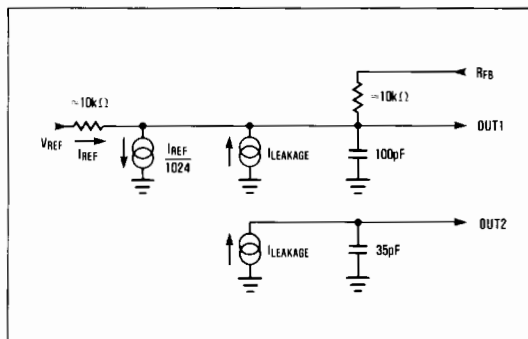 RFB
≈10kΩ
≈10kΩ
OUT1
VREF
IREF
IREF
1024
ILEAKAGE
100pF
OUT2
ILEAKAGE
35pF